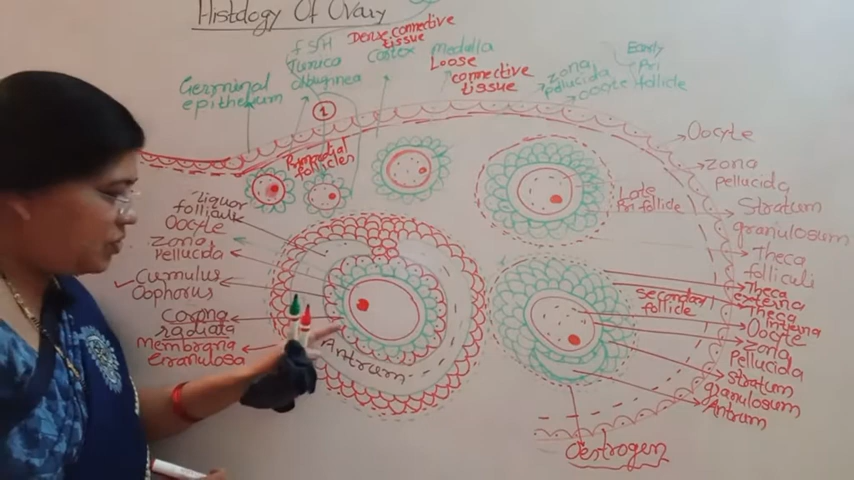 Histology Of Ovary
FSH
Tunica
albuginea
Dense connective
tissue
Cortex
Medulla
Loose
connective
tissue
Germinal
epithelium
1
zona
pellucida
oocyte
Early
Pri
follicle
Primordial
follicles
Liquor
folliculi
Oocyte
Zona
Pellucida
Cumulus
Oophorus
Corona
radiata
Membrana
Granulosa
Antrum
Late
Pri follicle
secondary
follicle
Oocyte
zona
Pellucida
Stratum
granulosum
Theca
folliculi
Theca
externa
Theca
Interna
Oocyte
zona
Pellucida
Stratum
granulosum
Antrum
Oestrogen